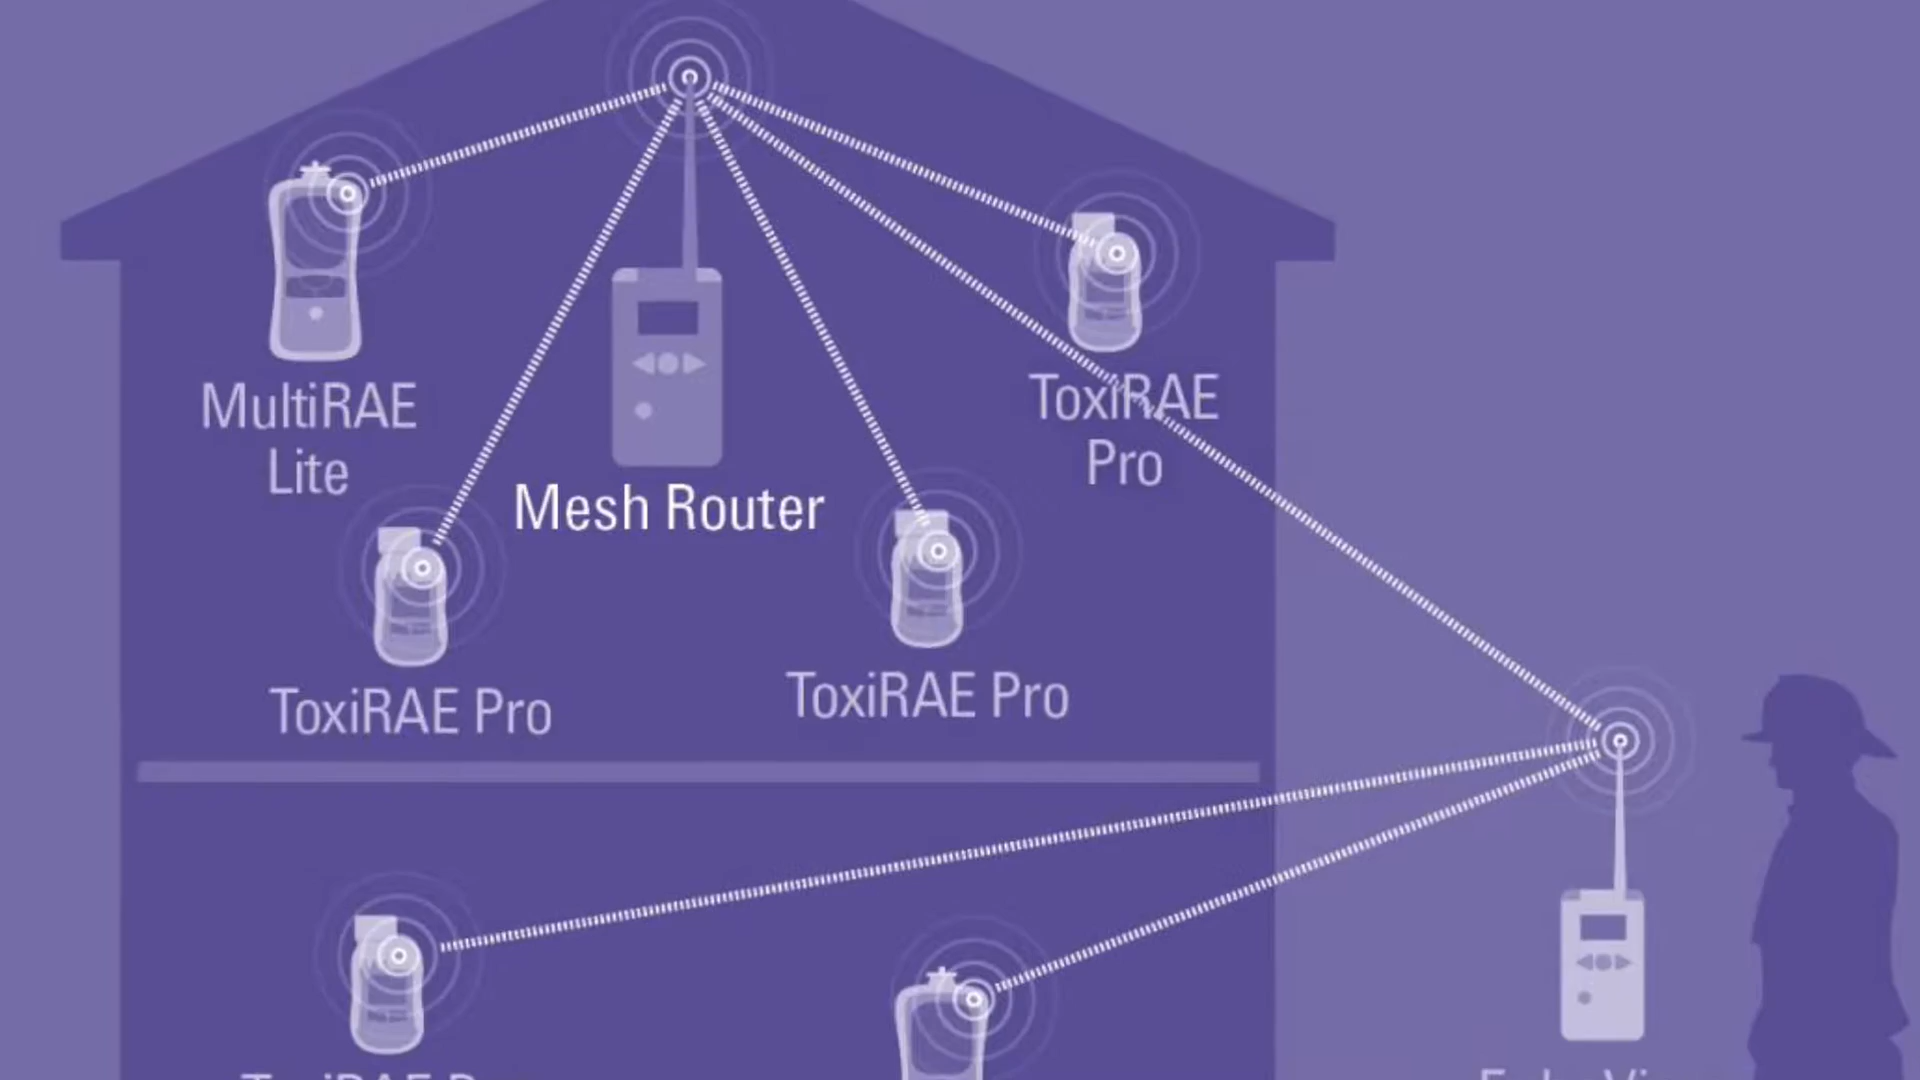 MultiRAE
Lite
Mesh Router
ToxiRAE
Pro
ToxiRAE Pro
ToxiRAE Pro